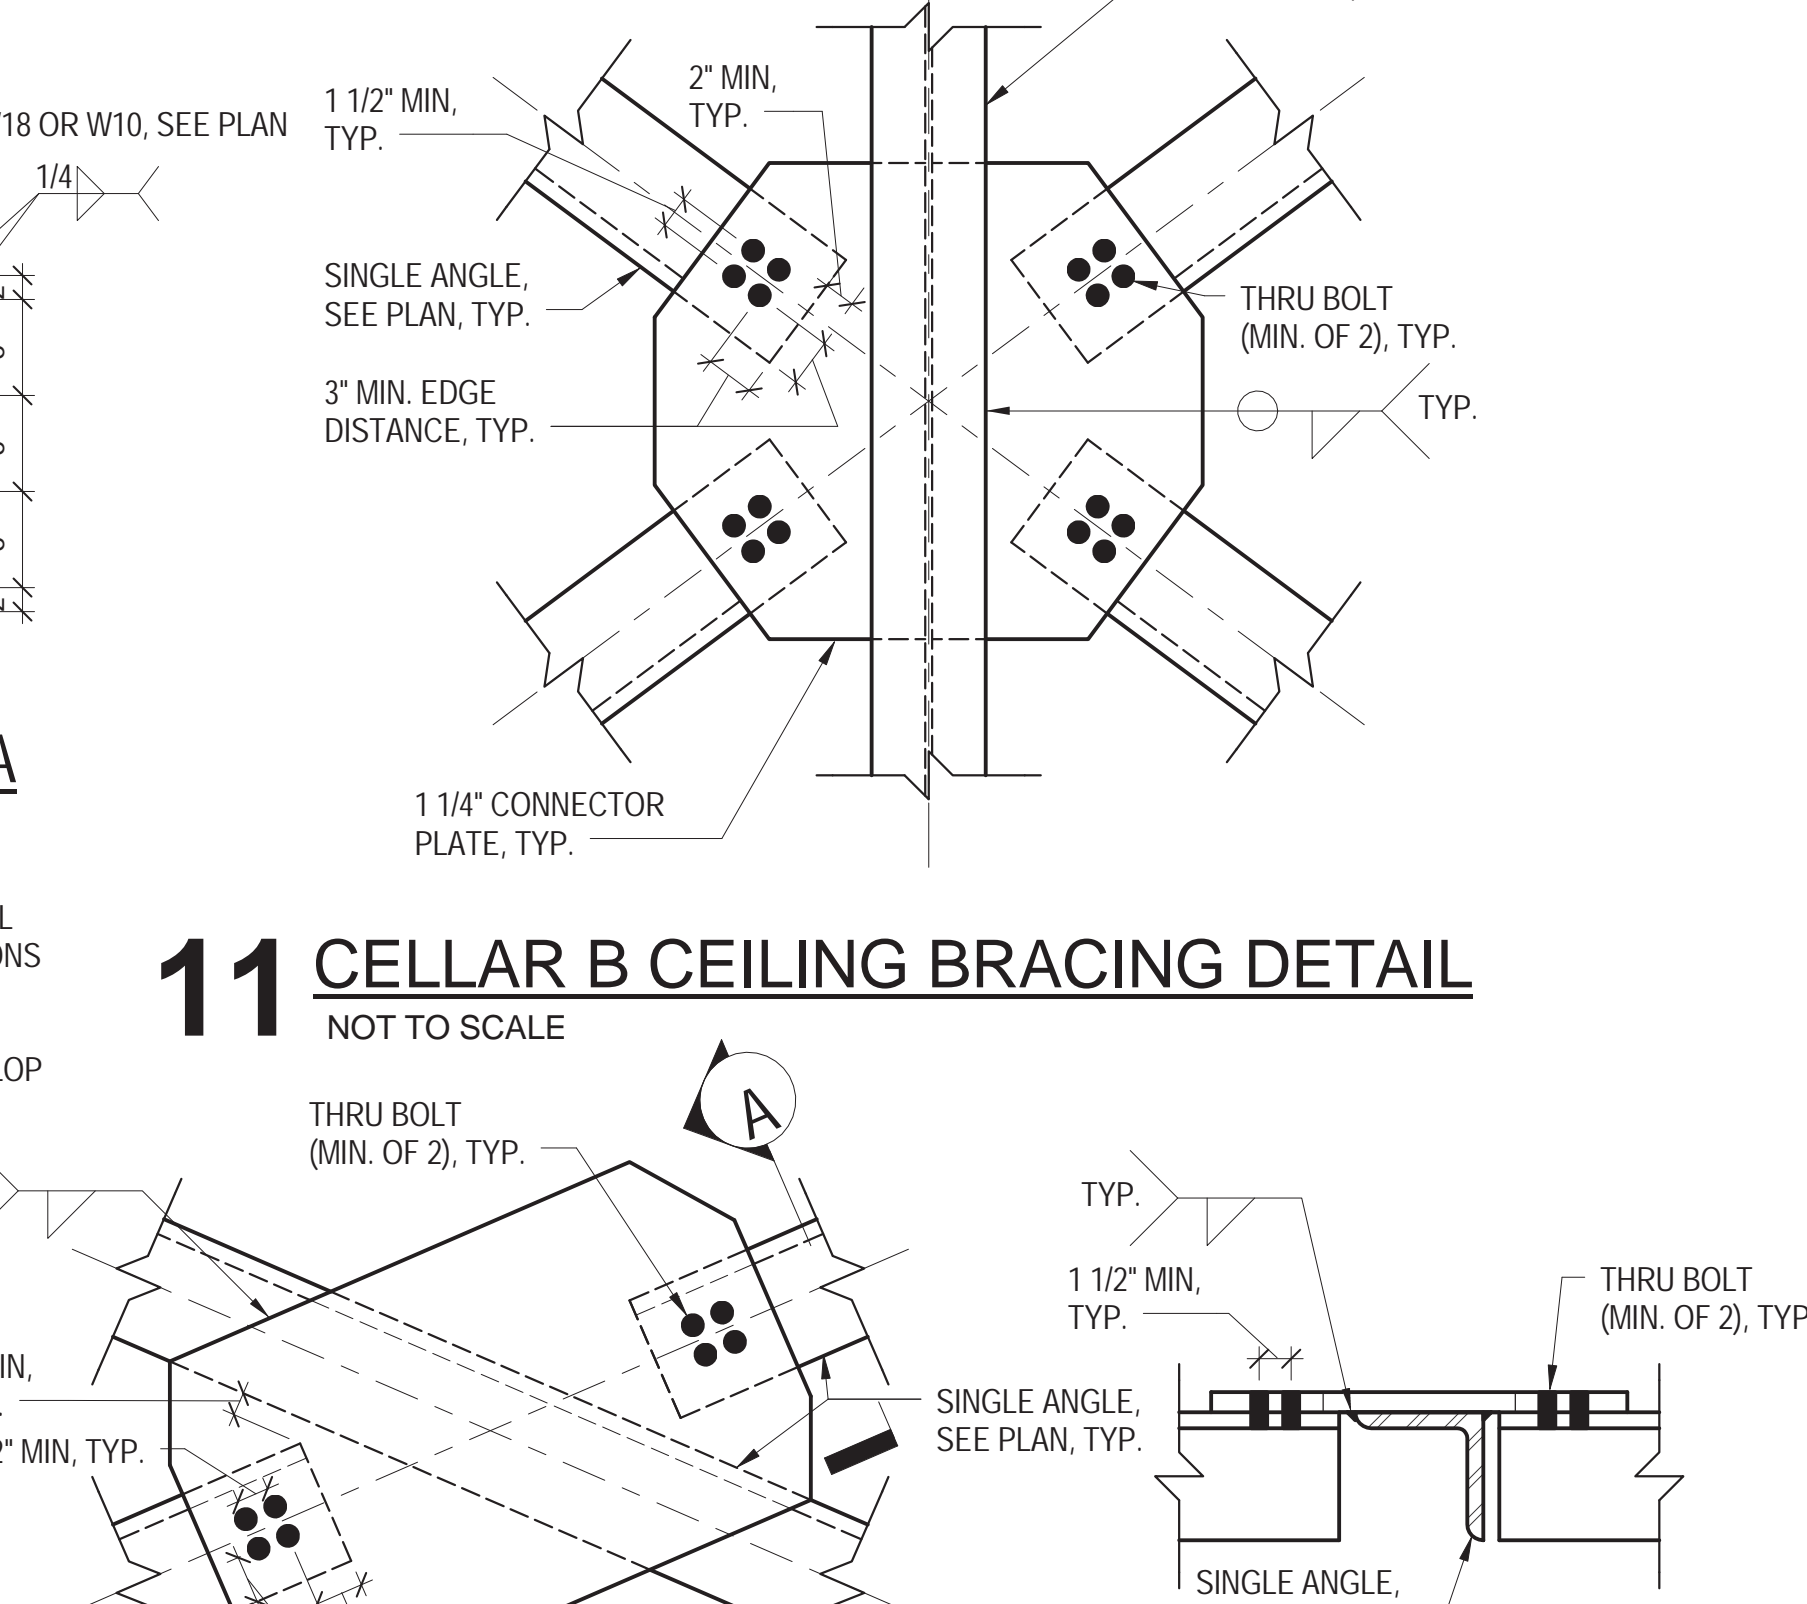 1 1/2" MIN,
TYP.
2" MIN,
TYP.
18 OR W10, SEE PLAN
1/4
SINGLE ANGLE,
SEE PLAN, TYP.
THRU BOLT
(MIN. OF 2), TYP.
3" MIN. EDGE
DISTANCE, TYP.
TYP.
A
1 1/4" CONNECTOR
PLATE, TYP.
11 CELLAR B CEILING BRACING DETAIL
NOT TO SCALE
THRU BOLT
(MIN. OF 2), TYP.
A
TYP.
1 1/2" MIN,
TYP.
THRU BOLT
(MIN. OF 2), TYP
SINGLE ANGLE,
SEE PLAN, TYP.
" MIN, TYP.
SINGLE ANGLE,